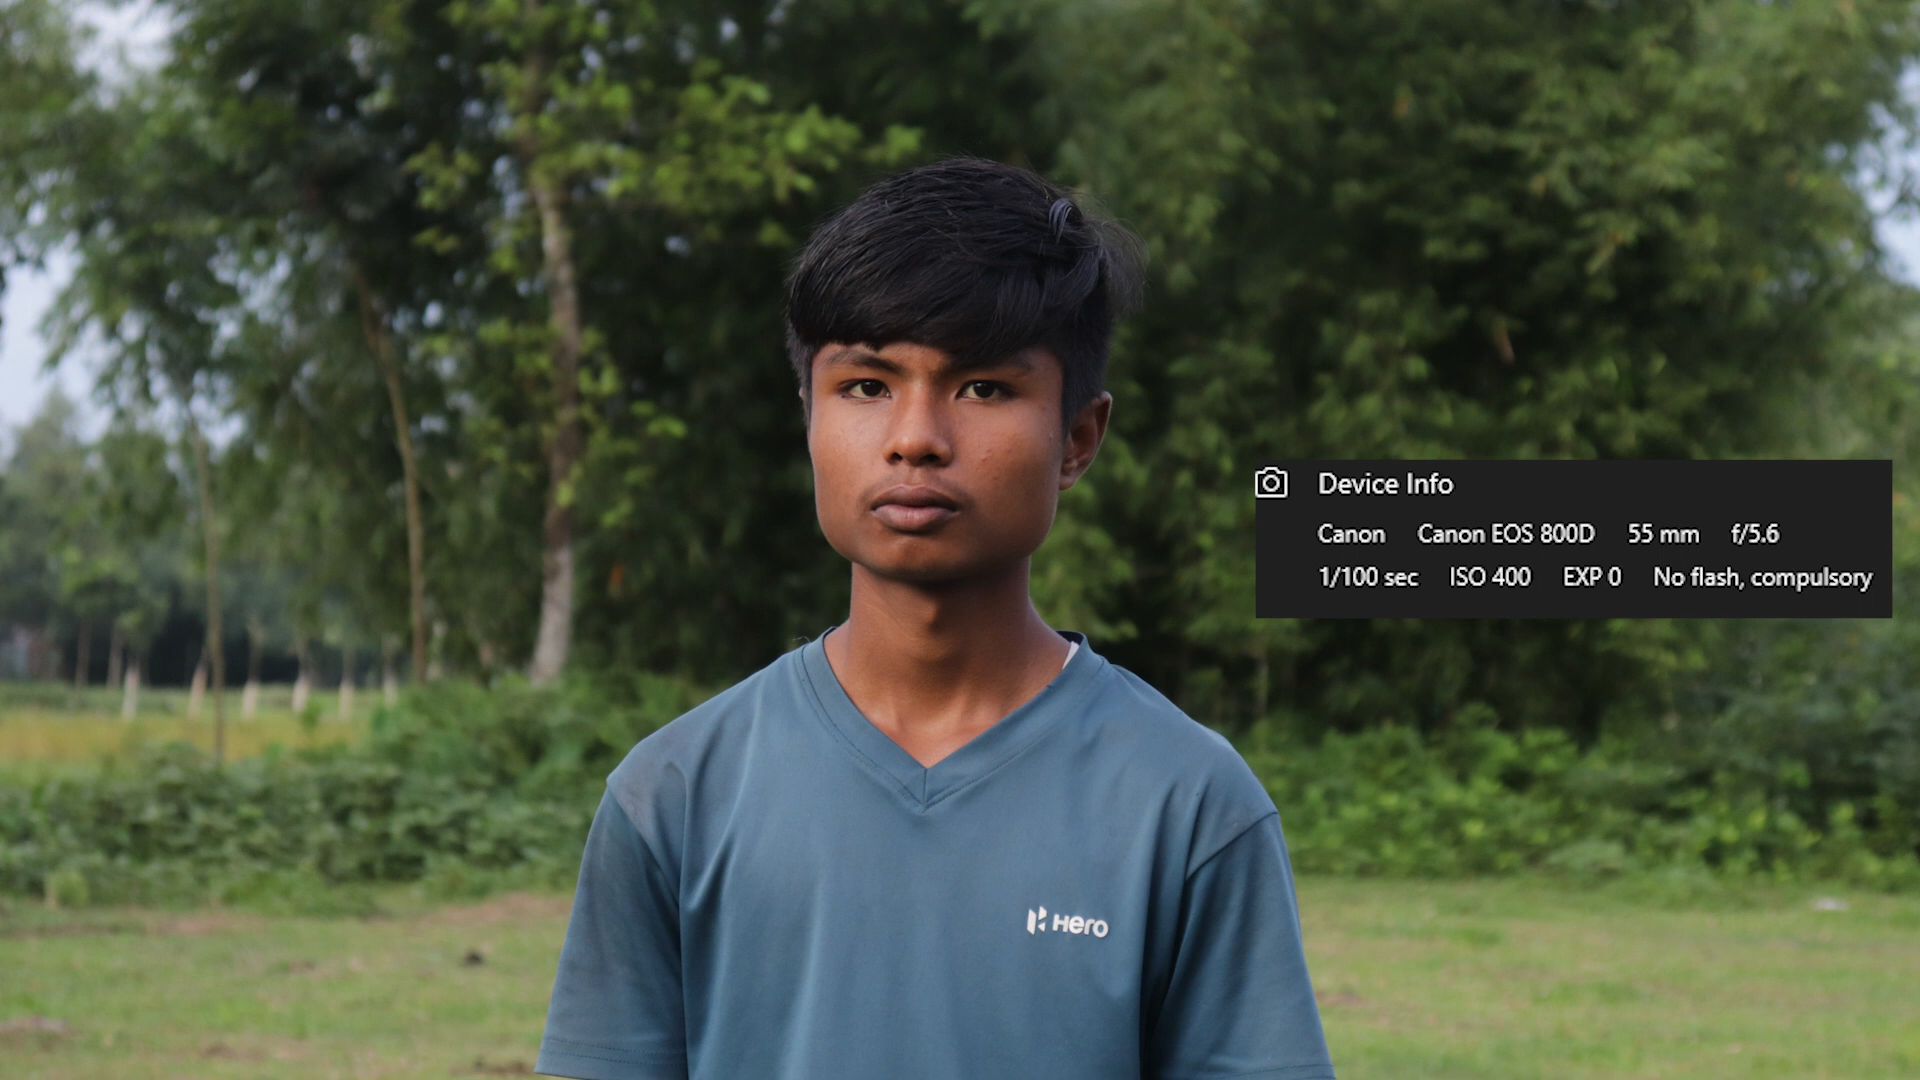 Device Info
Canon Canon EOS 800D 55 mm f/5.6
1/100 sec ISO 400 EXP 0 No flash, compulsory
Hero